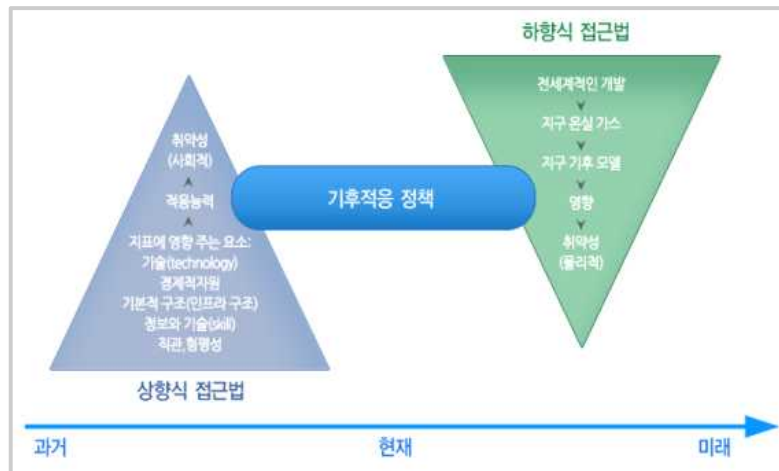 하향식 접근법
전세계적인 개발
지구 온실 가스
지구 기후 모델
영향
취약성
(물리적)
기후적응 정책
취약성
(사회적)
적응능력
지표에 영향 주는 요소:
기술(technology)
경제적자원
기본적 구조(인프라 구조)
정보와 기술(skill)
직관,형평성
상향식 접근법
과거
현재
미래